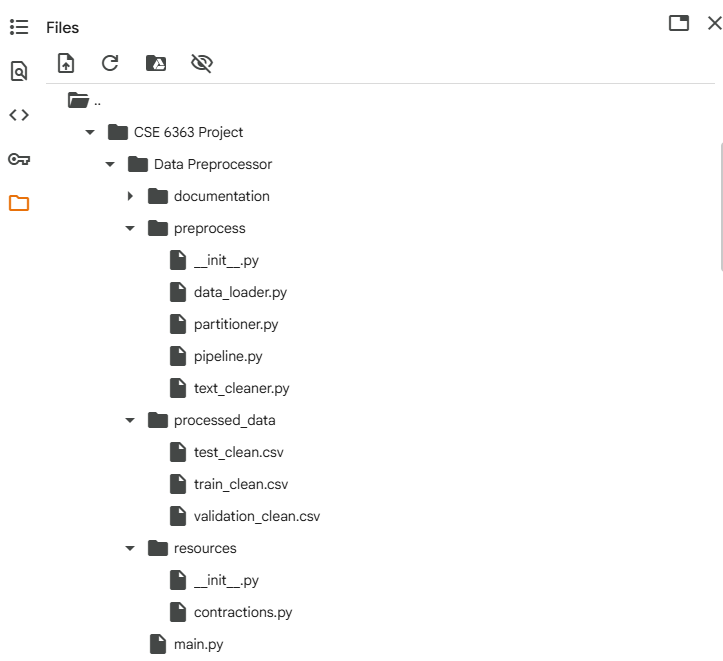 Files
..
CSE 6363 Project
Data Preprocessor
documentation
preprocess
__init__.py
data_loader.py
partitioner.py
pipeline.py
text_cleaner.py
processed_data
test_clean.csv
train_clean.csv
validation_clean.csv
resources
__init__.py
contractions.py
main.py